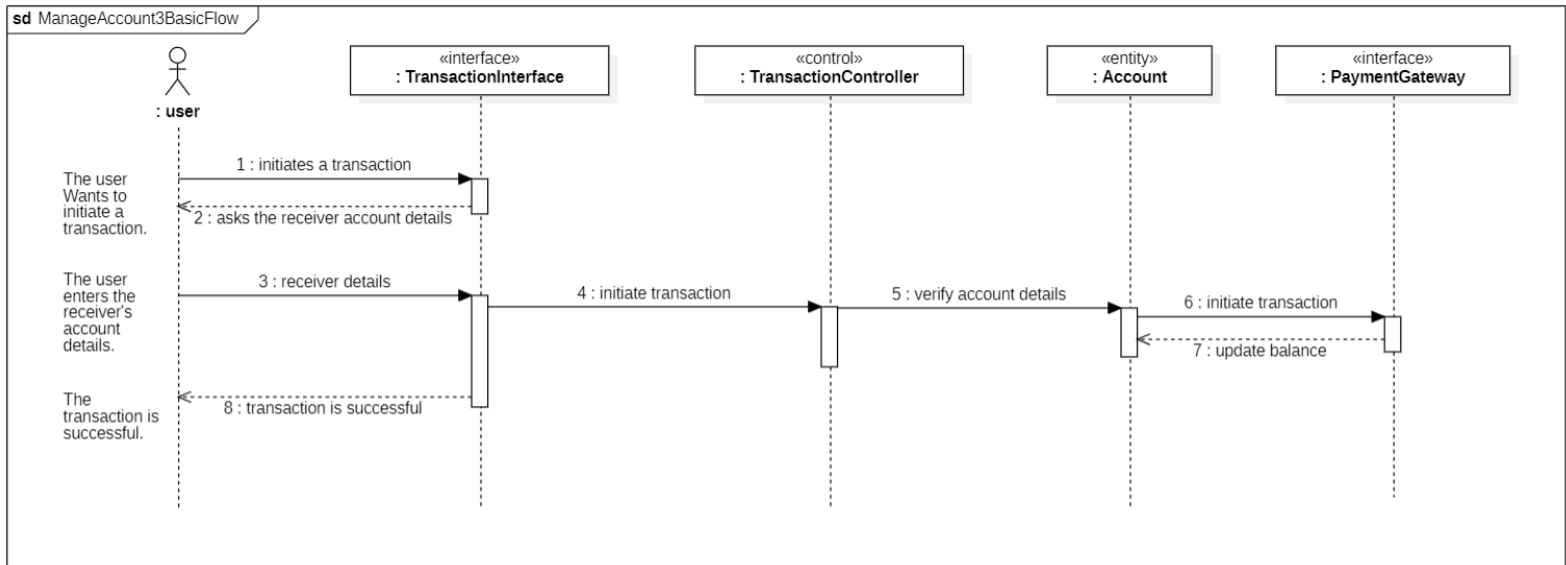 sd ManageAccount3BasicFlow
: user
«interface»
: TransactionInterface
«control»
: TransactionController
«entity»
: Account
«interface»
: PaymentGateway
The user
Wants to
initiate a
transaction.
1 : initiates a transaction
2 : asks the receiver account details
The user
enters the
receiver's
account
details.
3 : receiver details
4 : initiate transaction
5 : verify account details
6 : initiate transaction
7 : update balance
The
transaction is
successful.
8 : transaction is successful